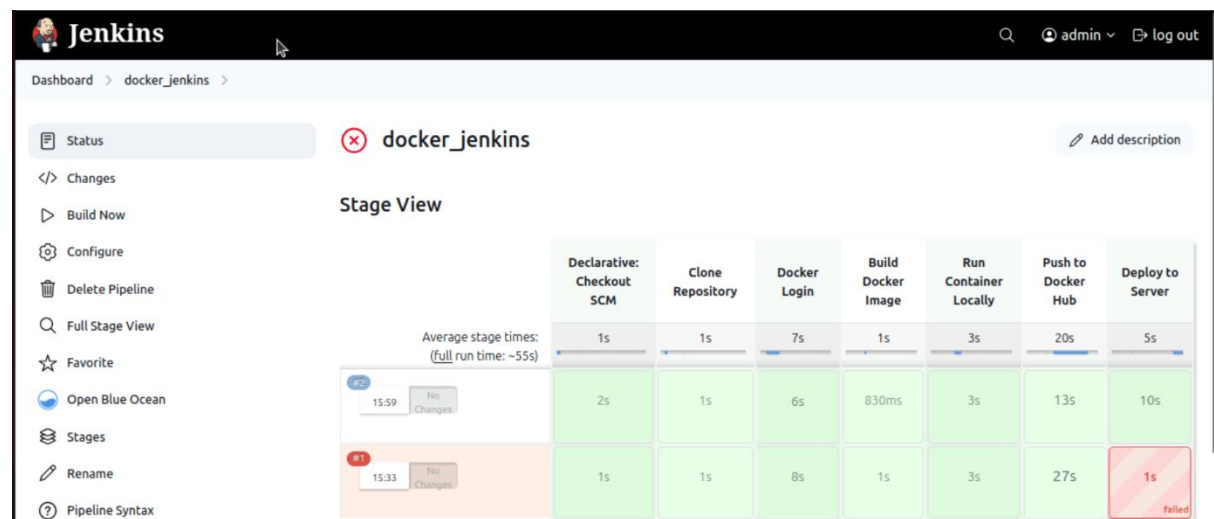 Jenkins
admin
log out
Dashboard > docker_jenkins >
Status
Changes
Build Now
Configure
Delete Pipeline
Full Stage View
Favorite
Open Blue Ocean
Stages
Rename
Pipeline Syntax
docker_jenkins
Add description
Stage View
Declarative:
Checkout
SCM
Clone
Repository
Docker
Login
Build
Docker
Image
Run
Container
Locally
Push to
Docker
Hub
Deploy to
Server
Average stage times:
(full run time: ~55s)
1s
1s
7s
1s
3s
20s
5s
#2
15:59
No
Changes
2s
1s
6s
830ms
3s
13s
10s
#1
15:33
No
Changes
1s
1s
8s
1s
3s
27s
1s
failed